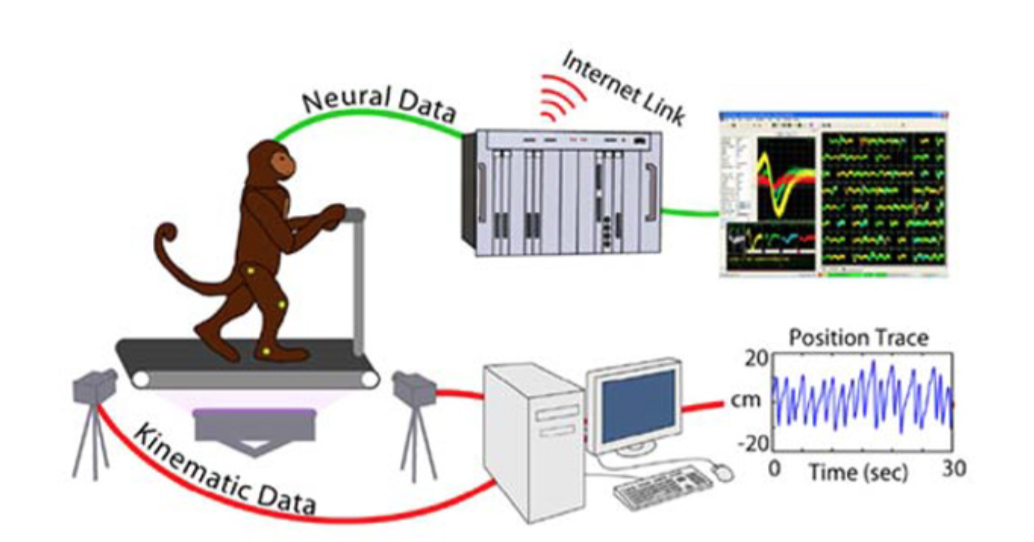 Neural Data
Internet Link
Position Trace
20
cm
-20
0
Time (sec)
30
Kinematic Data